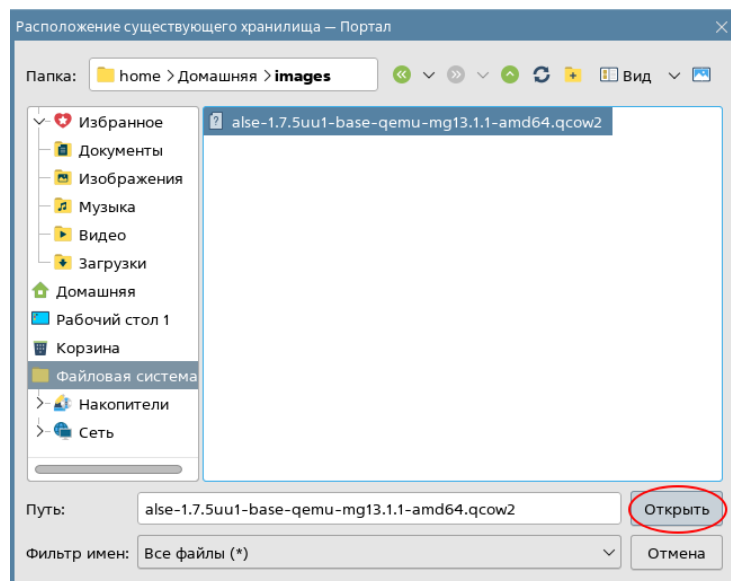 Расположение существующего хранилища — Портал
Папка: home > Домашняя > images Вид
Избранное
Документы
Изображения
Музыка
Видео
Загрузки
Домашняя
Рабочий стол 1
Корзина
Файловая система
Накопители
Сеть
alse-1.7.5uu1-base-qemu-mg13.1.1-amd64.qcow2
Путь: alse-1.7.5uu1-base-qemu-mg13.1.1-amd64.qcow2 Открыть
Фильтр имен: Все файлы (*) Отмена